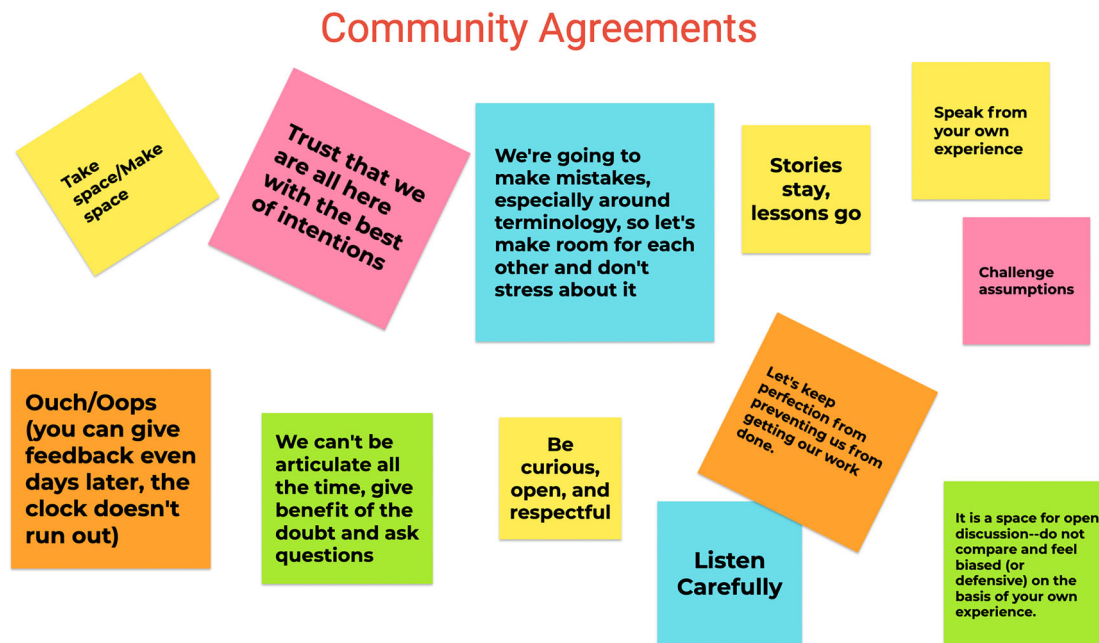 Community Agreements
Take
space/Make
space
Trust that we
are all here
with the best
of intentions
We're going to
make mistakes,
especially around
terminology, so let's
make room for each
other and don't
stress about it
Stories
stay,
lessons go
Speak from
your own
experience
Challenge
assumptions
Ouch/Oops
(you can give
feedback even
days later, the
clock doesn't
run out)
We can't be
articulate all
the time, give
benefit of the
doubt and ask
questions
Be
curious,
open, and
respectful
Let's keep
perfection from
preventing us from
getting our work
done.
Listen
Carefully
It is a space for open
discussion--do not
compare and feel
biased (or
defensive) on the
basis of your own
experience.